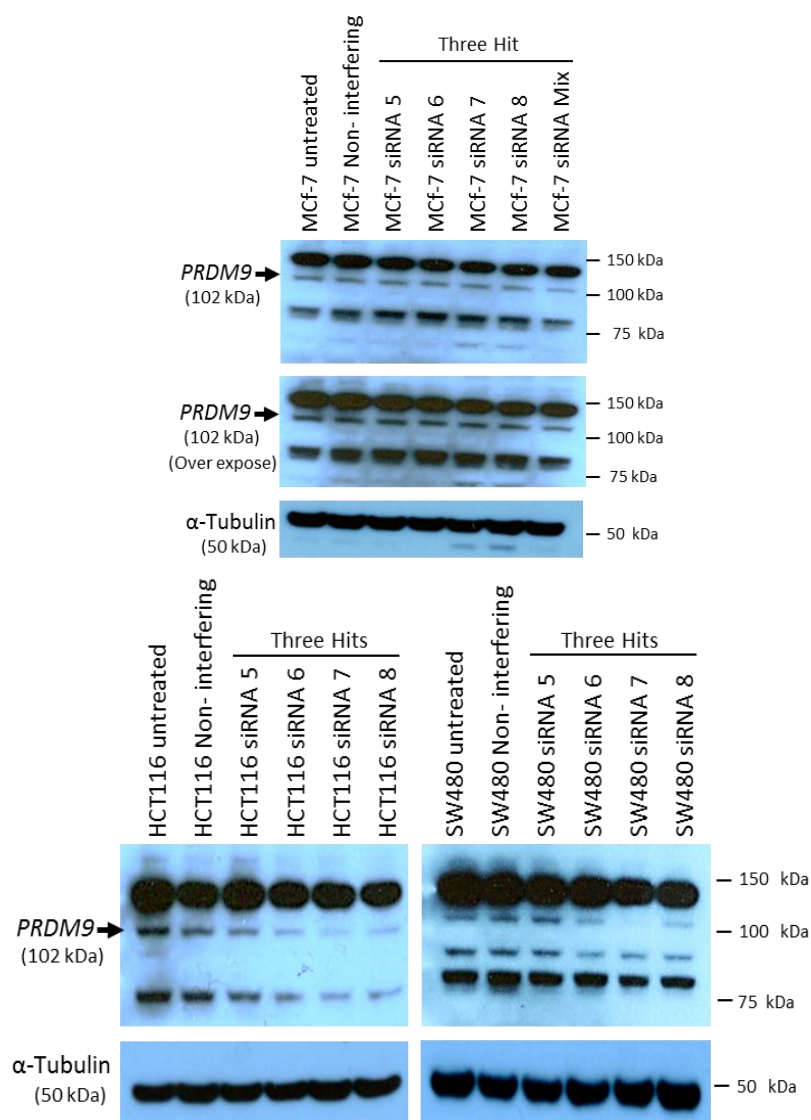 Three Hit
MCf-7 untreated
MCf-7 Non- interfering
MCf-7 siRNA 5
MCf-7 siRNA 6
MCf-7 siRNA 7
MCf-7 siRNA 8
MCf-7 siRNA Mix
PRDM9
(102 kDa)
150 kDa
100 kDa
75 kDa
PRDM9
(102 kDa)
(Over expose)
150 kDa
100 kDa
75 kDa
α-Tubulin
(50 kDa)
50 kDa
Three Hits
HCT116 untreated
HCT116 Non- interfering
HCT116 siRNA 5
HCT116 siRNA 6
HCT116 siRNA 7
HCT116 siRNA 8
Three Hits
SW480 untreated
SW480 Non- interfering
SW480 siRNA 5
SW480 siRNA 6
SW480 siRNA 7
SW480 siRNA 8
PRDM9
(102 kDa)
150 kDa
100 kDa
75 kDa
α-Tubulin
(50 kDa)
50 kDa